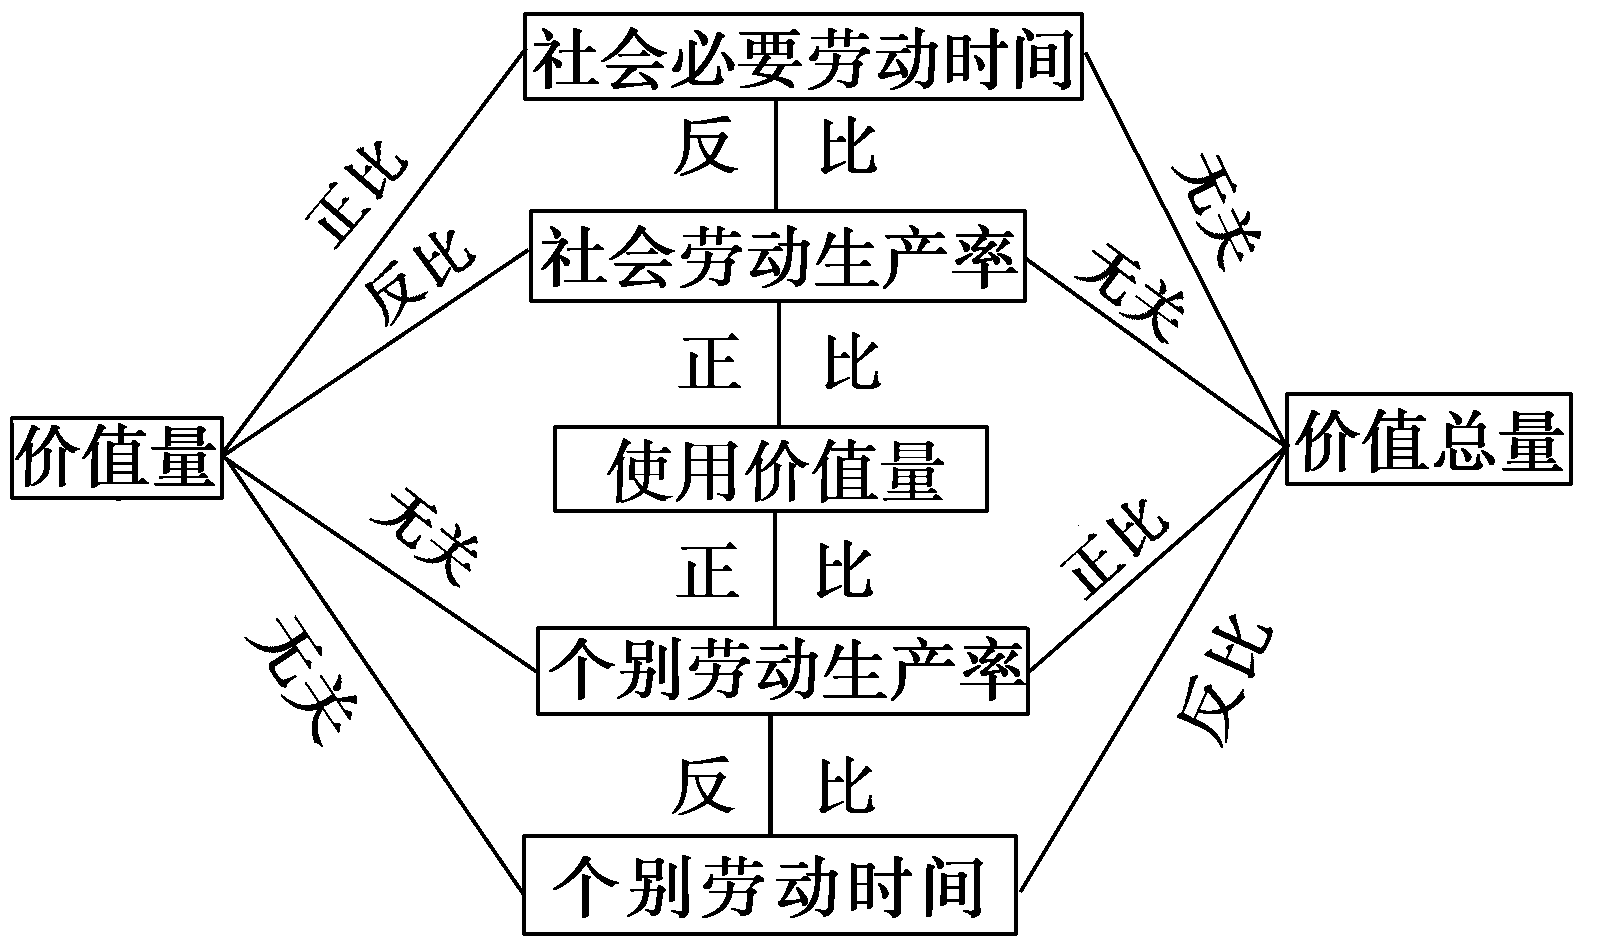 社会必要劳动时间
反 比
正比
无关
社会劳动生产率
反比
无关
正 比
价值量
使用价值量
价值总量
无关
正 比
正比
个别劳动生产率
无关
反比
反 比
个别劳动时间